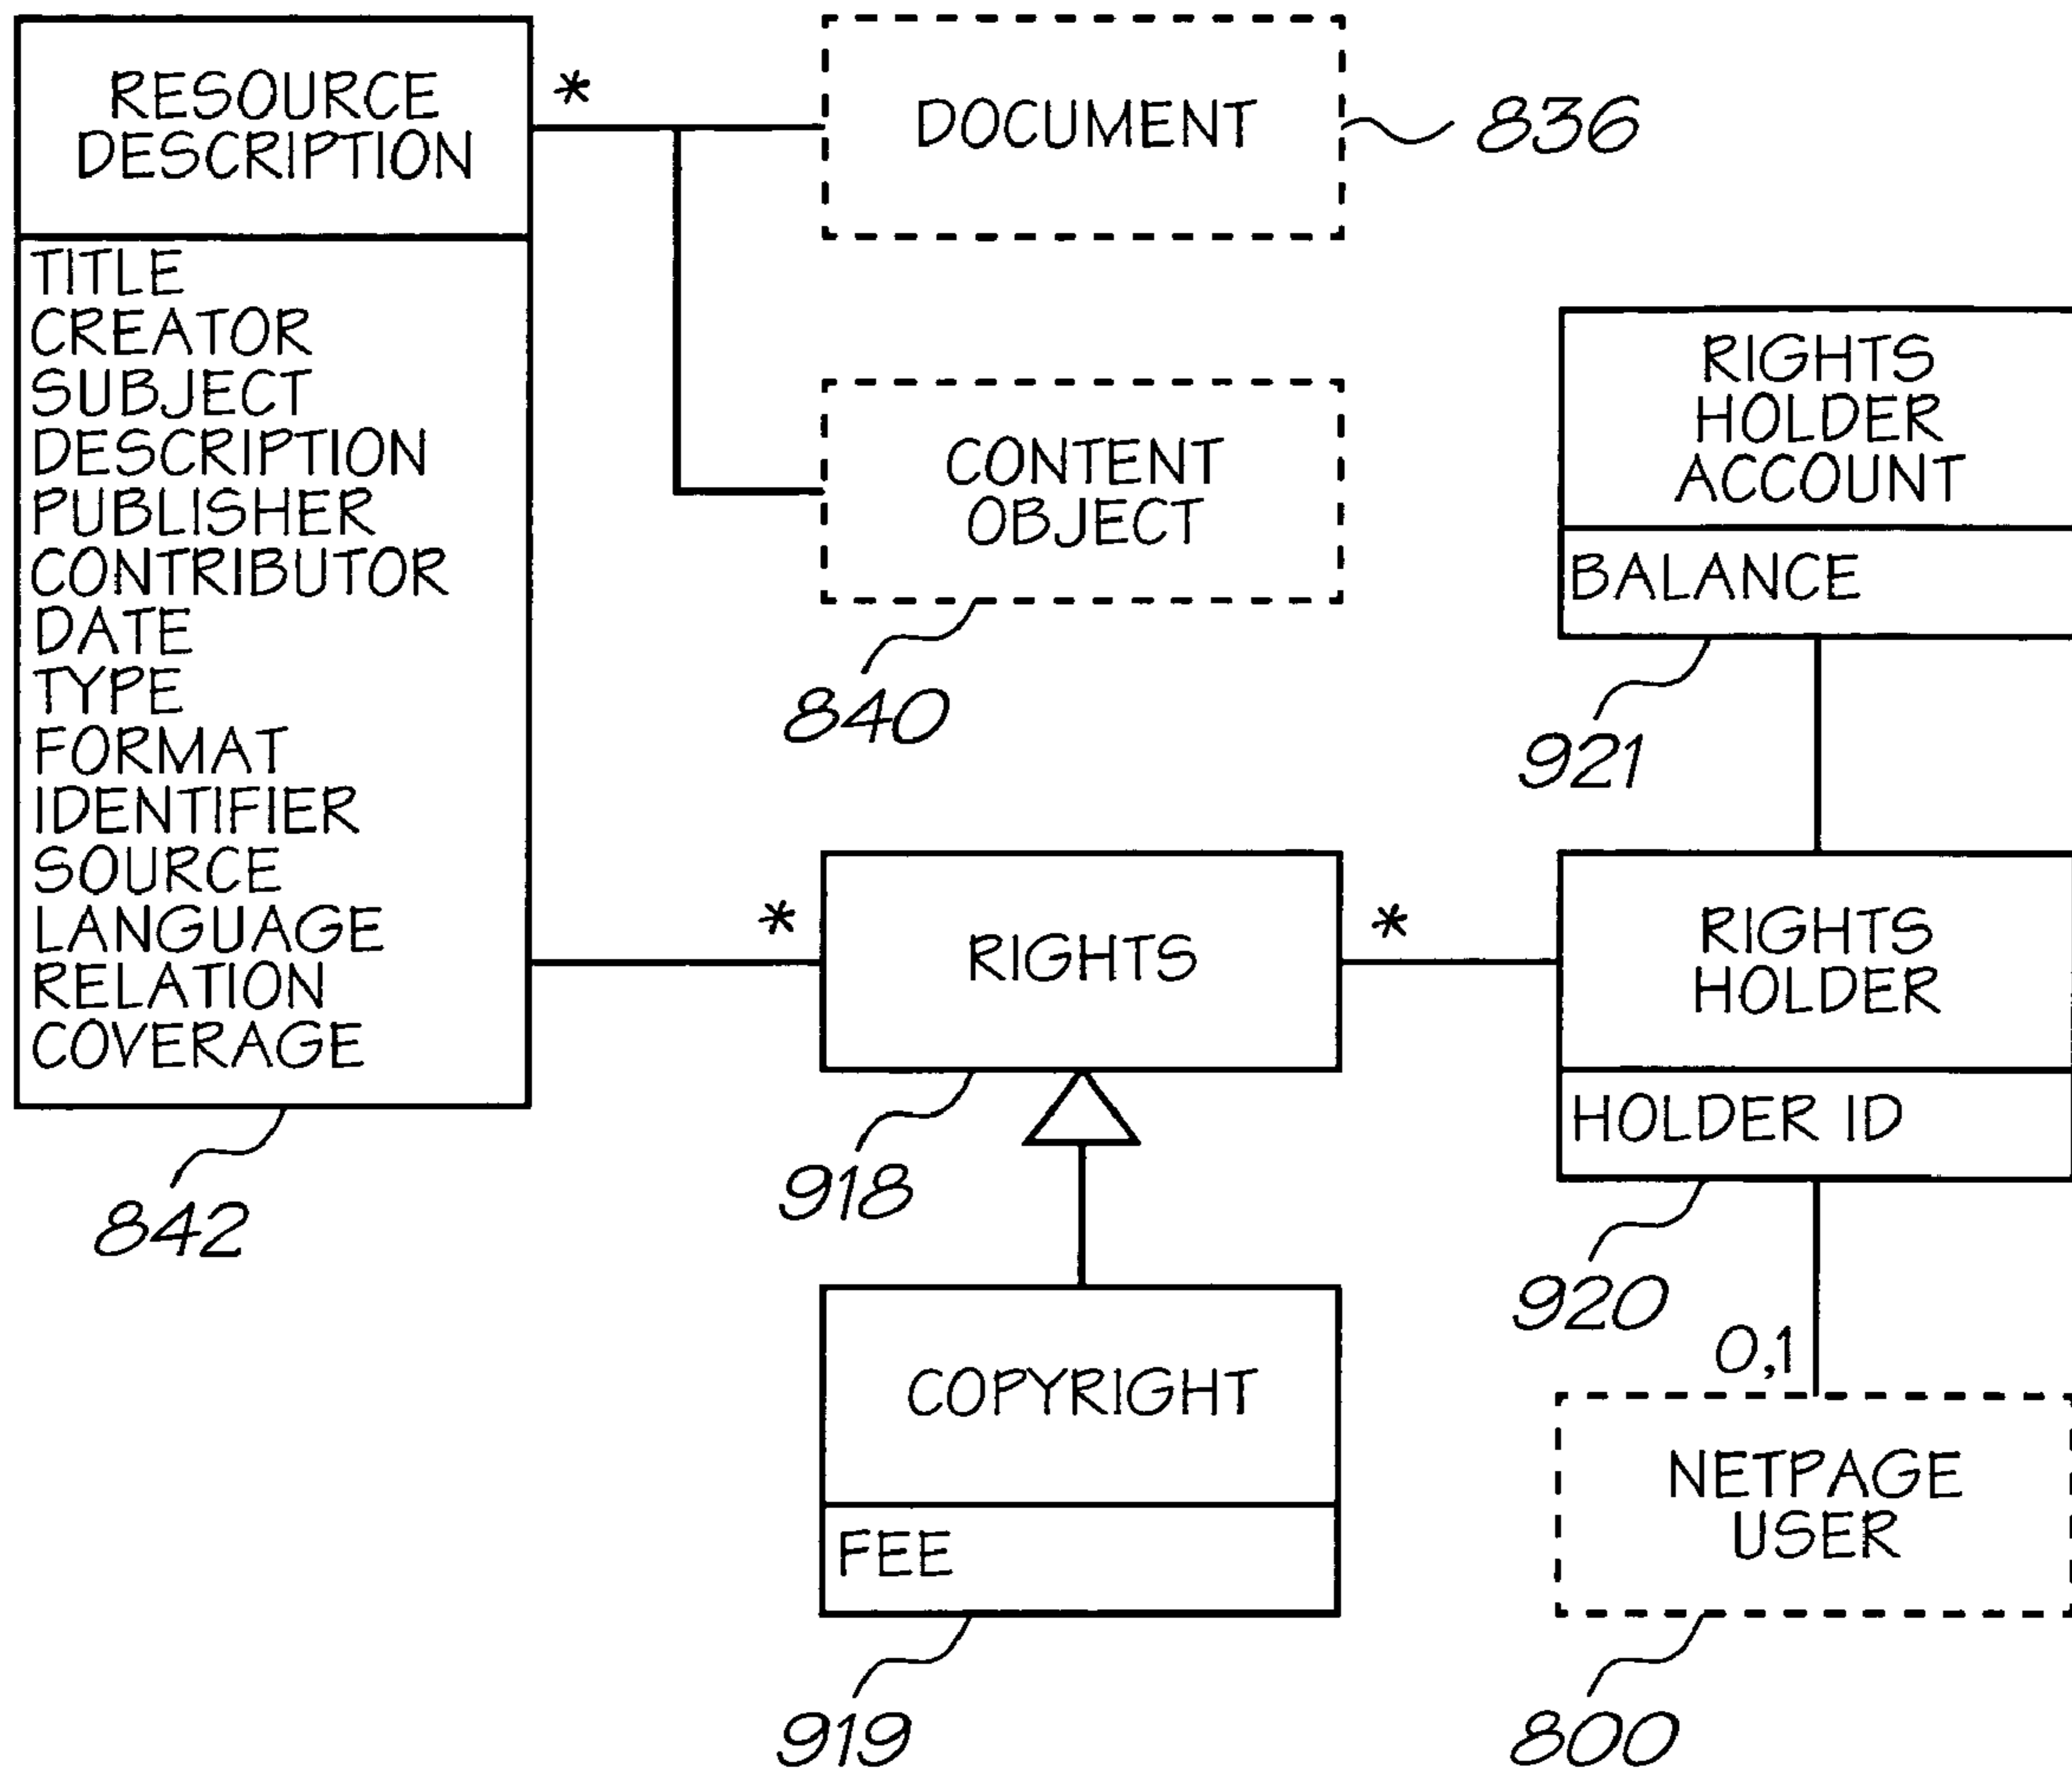 RESOURCE
DESCRIPTION
TITLE
CREATOR
SUBJECT
DESCRIPTION
PUBLISHER
CONTRIBUTOR
DATE
TYPE
FORMAT
IDENTIFIER
SOURCE
LANGUAGE
RELATION
COVERAGE
842
*
DOCUMENT
836
CONTENT
OBJECT
840
RIGHTS
HOLDER
ACCOUNT
BALANCE
921
*
RIGHTS
918
*
RIGHTS
HOLDER
HOLDER ID
920
COPYRIGHT
FEE
919
0,1
NETPAGE
USER
800